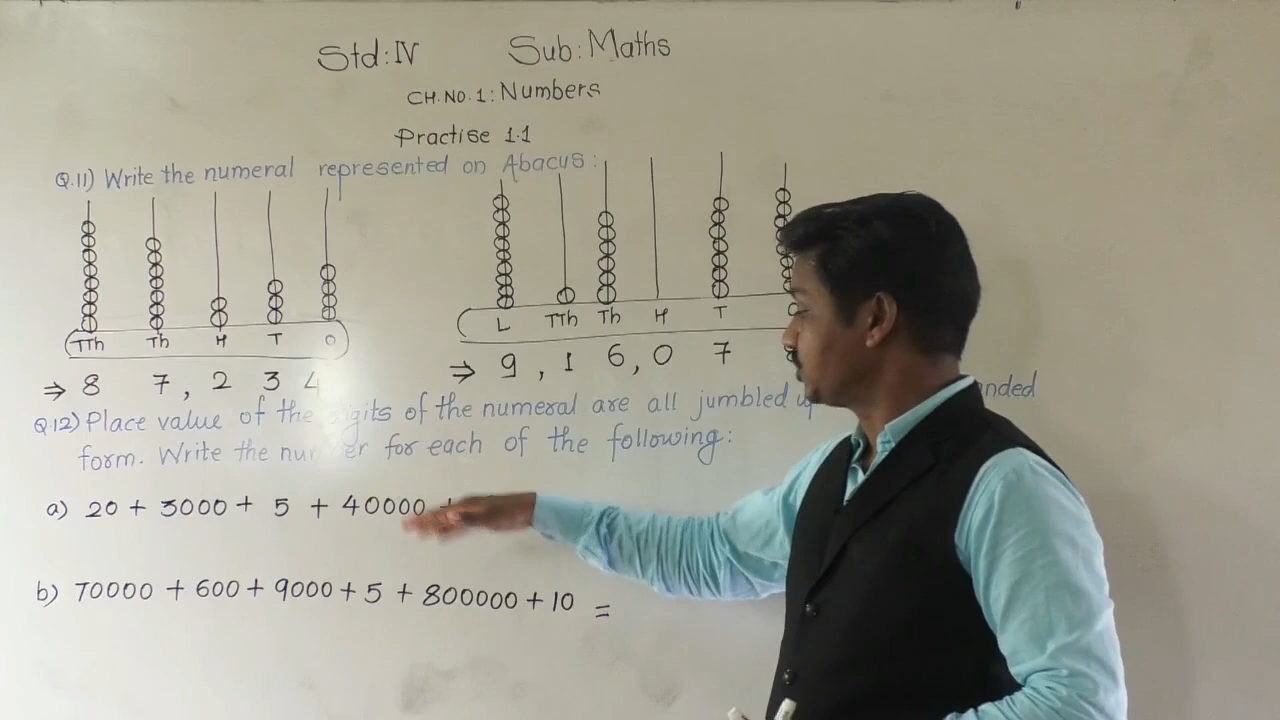 Std: IV Sub: Maths
CH. NO. 1: Numbers
Practise 1.1
Q.11) Write the numeral represented on Abacus:
TTh Th H T O
L TTh Th H T
⇒ 8 7, 2 3 4
⇒ 9, 1 6, 0 7
Q.12) Place value of the digits of the numeral are all jumbled
form. Write the number for each of the following:
a) 20 + 3000 + 5 + 40000 +
b) 70000 + 600 + 9000 + 5 + 800000 + 10 =